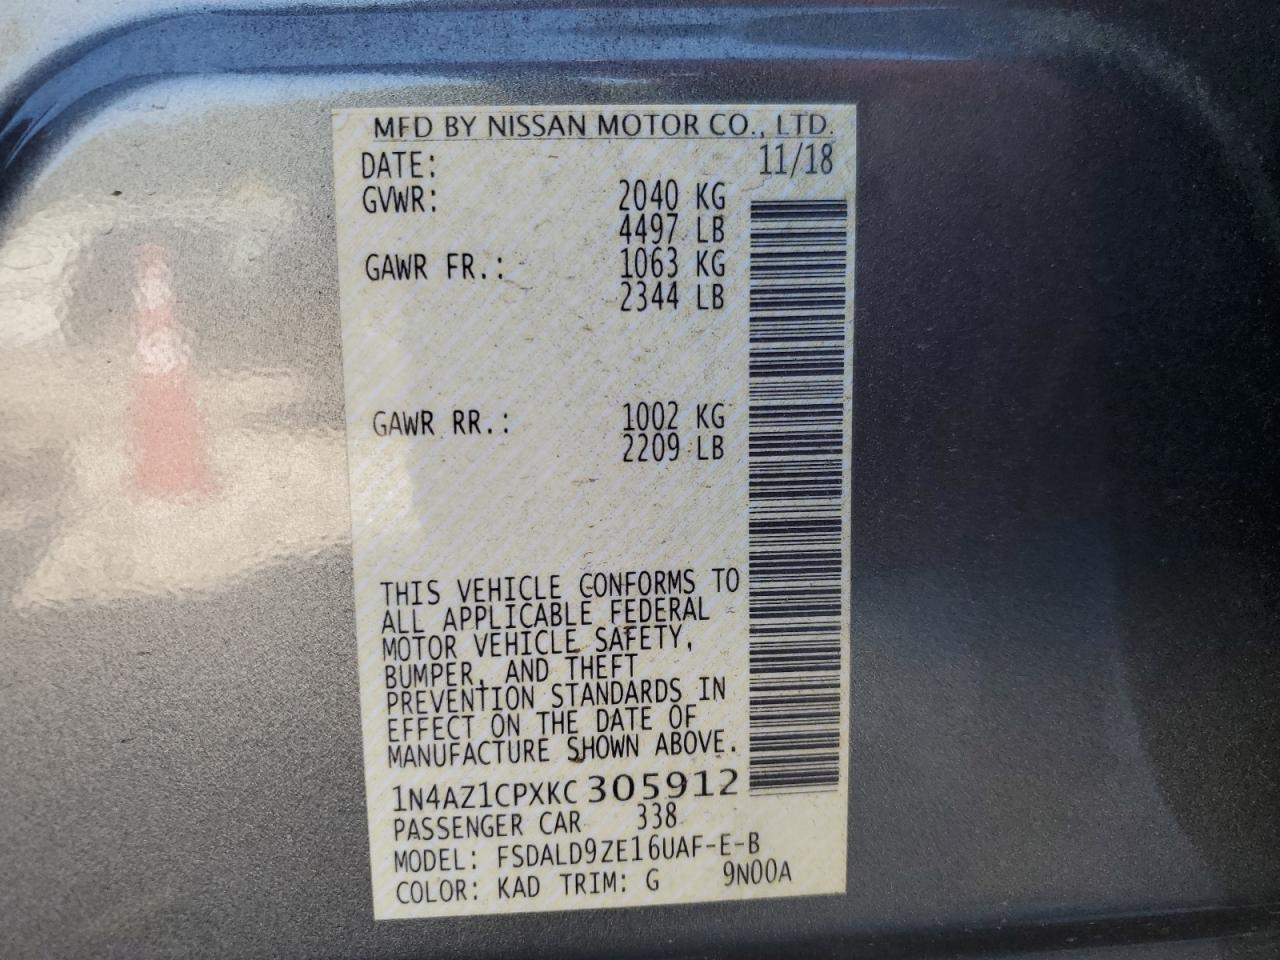 MFD BY NISSAN MOTOR CO., LTD.
DATE: 11/18
GVWR: 2040 KG
4497 LB
GAWR FR.: 1063 KG
2344 LB
GAWR RR.: 1002 KG
2209 LB
THIS VEHICLE CONFORMS TO
ALL APPLICABLE FEDERAL
MOTOR VEHICLE SAFETY,
BUMPER, AND THEFT
PREVENTION STANDARDS IN
EFFECT ON THE DATE OF
MANUFACTURE SHOWN ABOVE.
1N4AZ1CPXKC 305912
PASSENGER CAR 338
MODEL: FSDALD9ZE16UAF-E-B
COLOR: KAD TRIM: G 9N00A